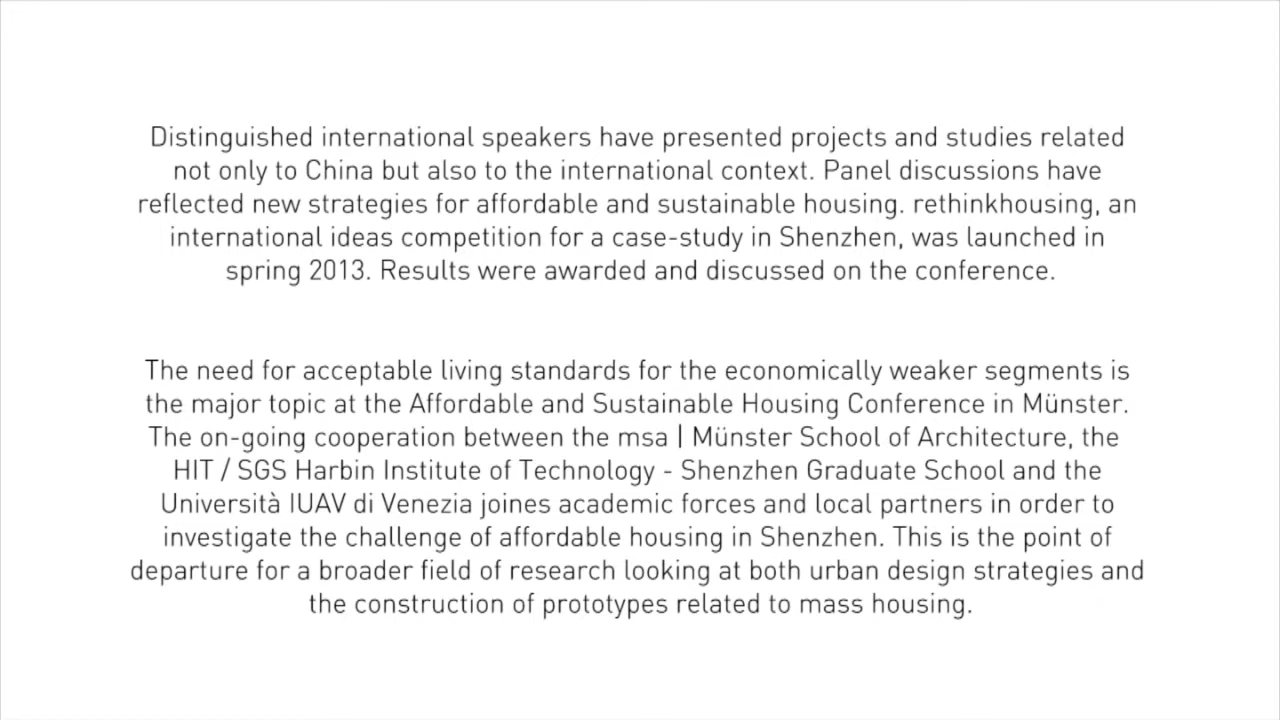 Distinguished international speakers have presented projects and studies related
not only to China but also to the international context. Panel discussions have
reflected new strategies for affordable and sustainable housing. rethinkhousing, an
international ideas competition for a case-study in Shenzhen, was launched in
spring 2013. Results were awarded and discussed on the conference.
The need for acceptable living standards for the economically weaker segments is
the major topic at the Affordable and Sustainable Housing Conference in Münster.
The on-going cooperation between the msa | Münster School of Architecture, the
HIT / SGS Harbin Institute of Technology - Shenzhen Graduate School and the
Università IUAV di Venezia joines academic forces and local partners in order to
investigate the challenge of affordable housing in Shenzhen. This is the point of
departure for a broader field of research looking at both urban design strategies and
the construction of prototypes related to mass housing.